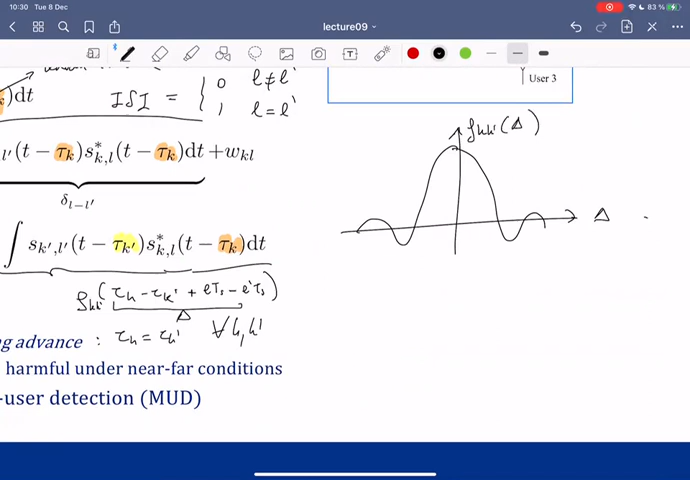 10:30 Tue 8 Dec
83 %
lecture09
)dt
ISI = { 0 l ≠ l'
1 l = l'
User 3
l'(t − τk)s*k,l(t − τk)dt + wkl
δl−l'
ρkk'(Δ)
Δ
∫ sk',l'(t − τk')s*k,l(t − τk)dt
ρkk'(τk − τk' + lTs − l'Ts)
Δ
ng advance : τk = τk' ∀k,k'
harmful under near-far conditions
-user detection (MUD)